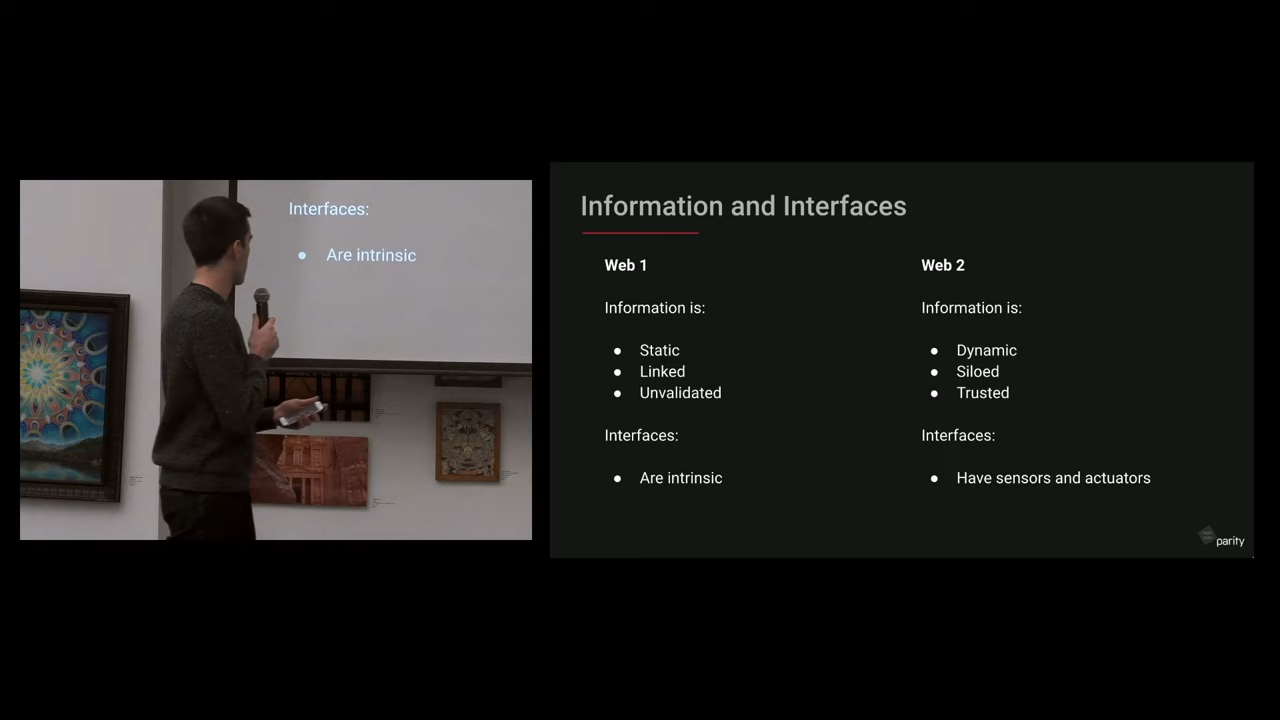 Interfaces:
● Are intrinsic
Information and Interfaces
Web 1
Information is:
● Static
● Linked
● Unvalidated
Interfaces:
● Are intrinsic
Web 2
Information is:
● Dynamic
● Siloed
● Trusted
Interfaces:
● Have sensors and actuators
parity